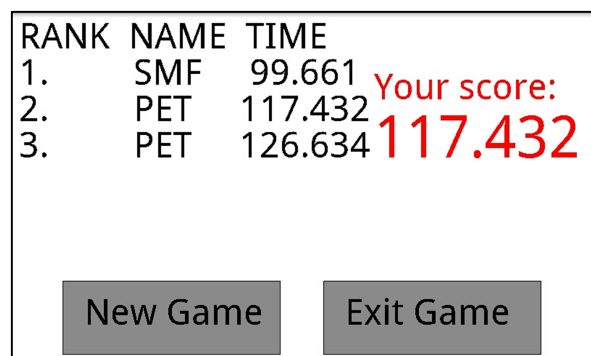 RANK NAME TIME
1. SMF 99.661
2. PET 117.432
3. PET 126.634
Your score:
117.432
New Game
Exit Game